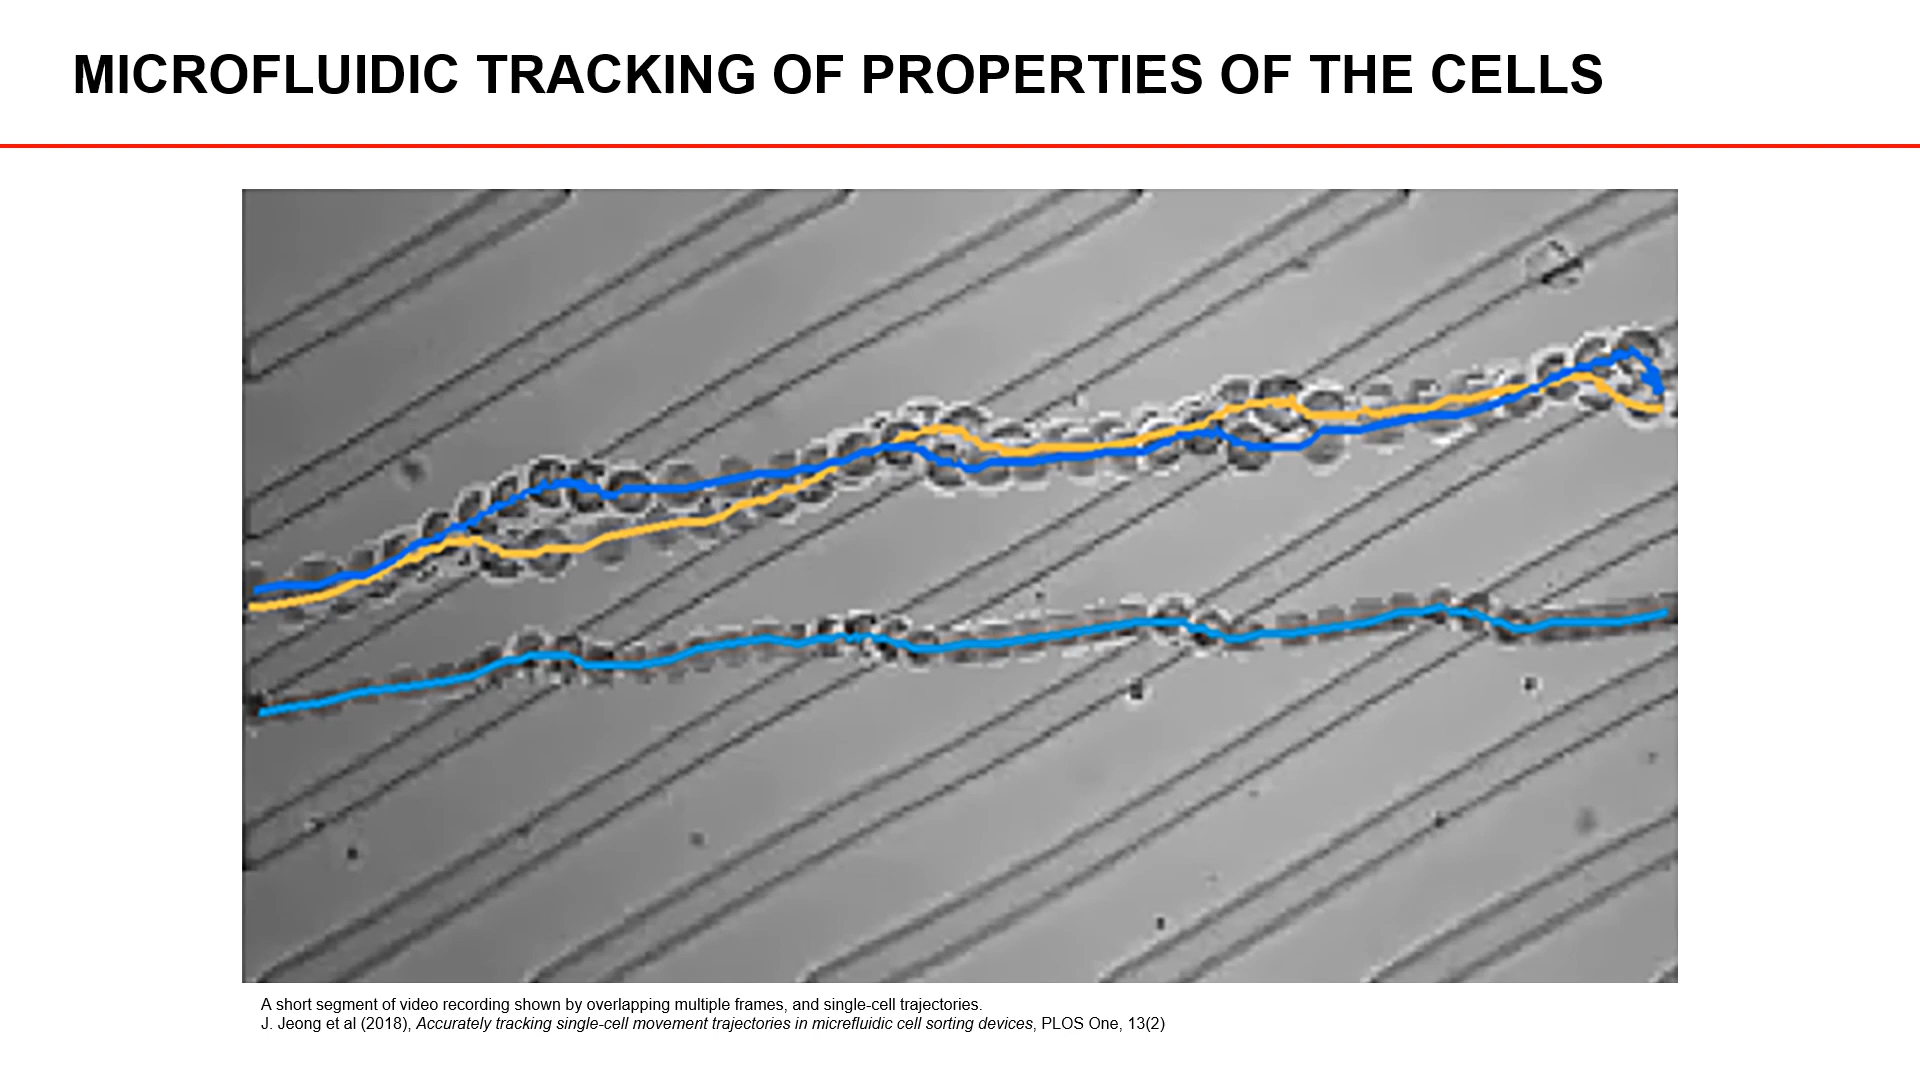 MICROFLUIDIC TRACKING OF PROPERTIES OF THE CELLS
A short segment of video recording shown by overlapping multiple frames, and single-cell trajectories.
J. Jeong et al (2018), Accurately tracking single-cell movement trajectories in micrefluidic cell sorting devices, PLOS One, 13(2)